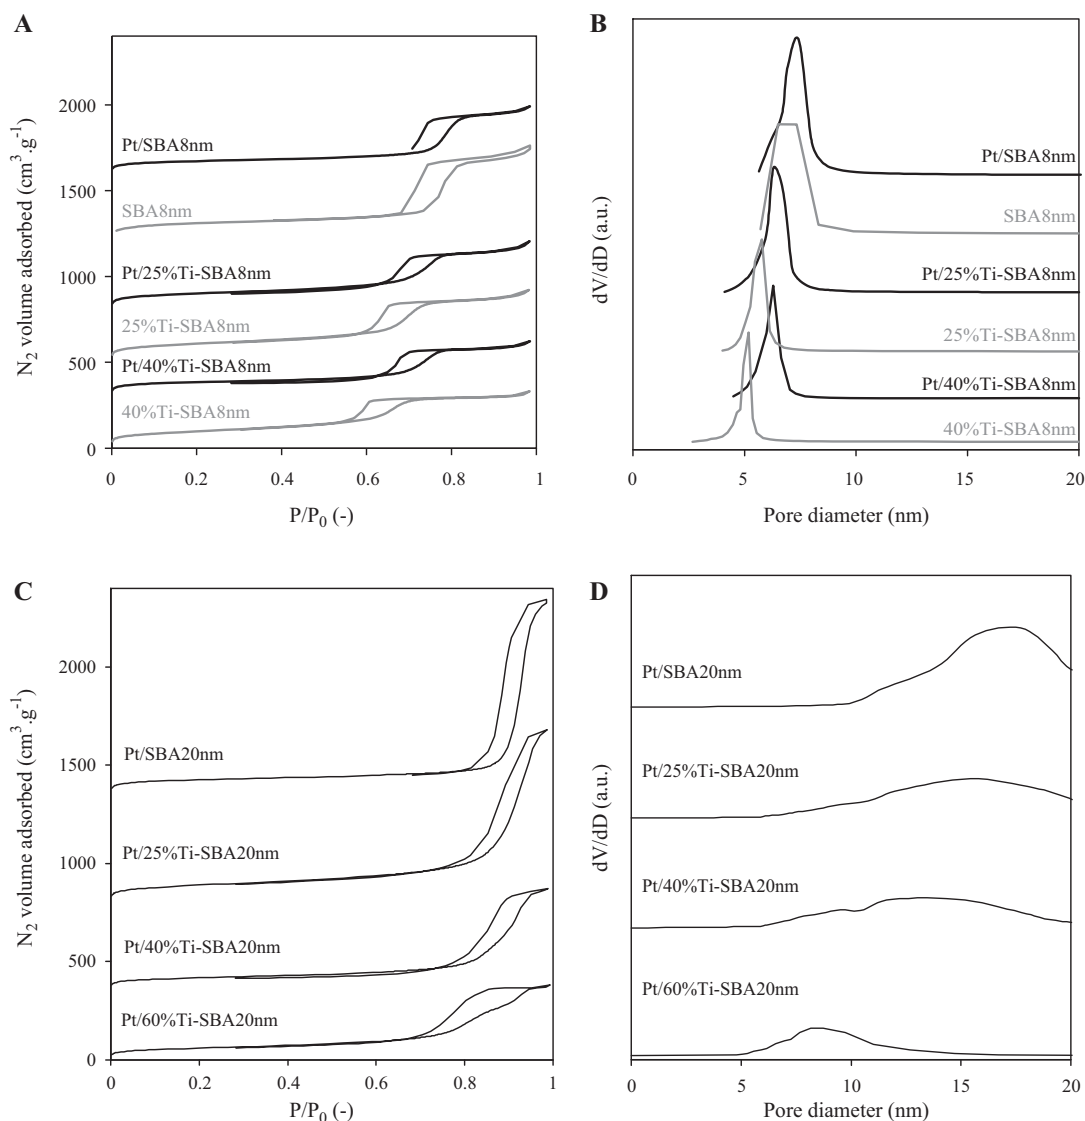 A
N₂ volume adsorbed (cm³.g⁻¹)
2000
1500
1000
500
0
Pt/SBA8nm
SBA8nm
Pt/25%Ti-SBA8nm
25%Ti-SBA8nm
Pt/40%Ti-SBA8nm
40%Ti-SBA8nm
0 0.2 0.4 0.6 0.8 1
P/P₀ (-)
B
dV/dD (a.u.)
Pt/SBA8nm
SBA8nm
Pt/25%Ti-SBA8nm
25%Ti-SBA8nm
Pt/40%Ti-SBA8nm
40%Ti-SBA8nm
0 5 10 15 20
Pore diameter (nm)
C
N₂ volume adsorbed (cm³.g⁻¹)
2000
1500
1000
500
0
Pt/SBA20nm
Pt/25%Ti-SBA20nm
Pt/40%Ti-SBA20nm
Pt/60%Ti-SBA20nm
0 0.2 0.4 0.6 0.8 1
P/P₀ (-)
D
dV/dD (a.u.)
Pt/SBA20nm
Pt/25%Ti-SBA20nm
Pt/40%Ti-SBA20nm
Pt/60%Ti-SBA20nm
0 5 10 15 20
Pore diameter (nm)